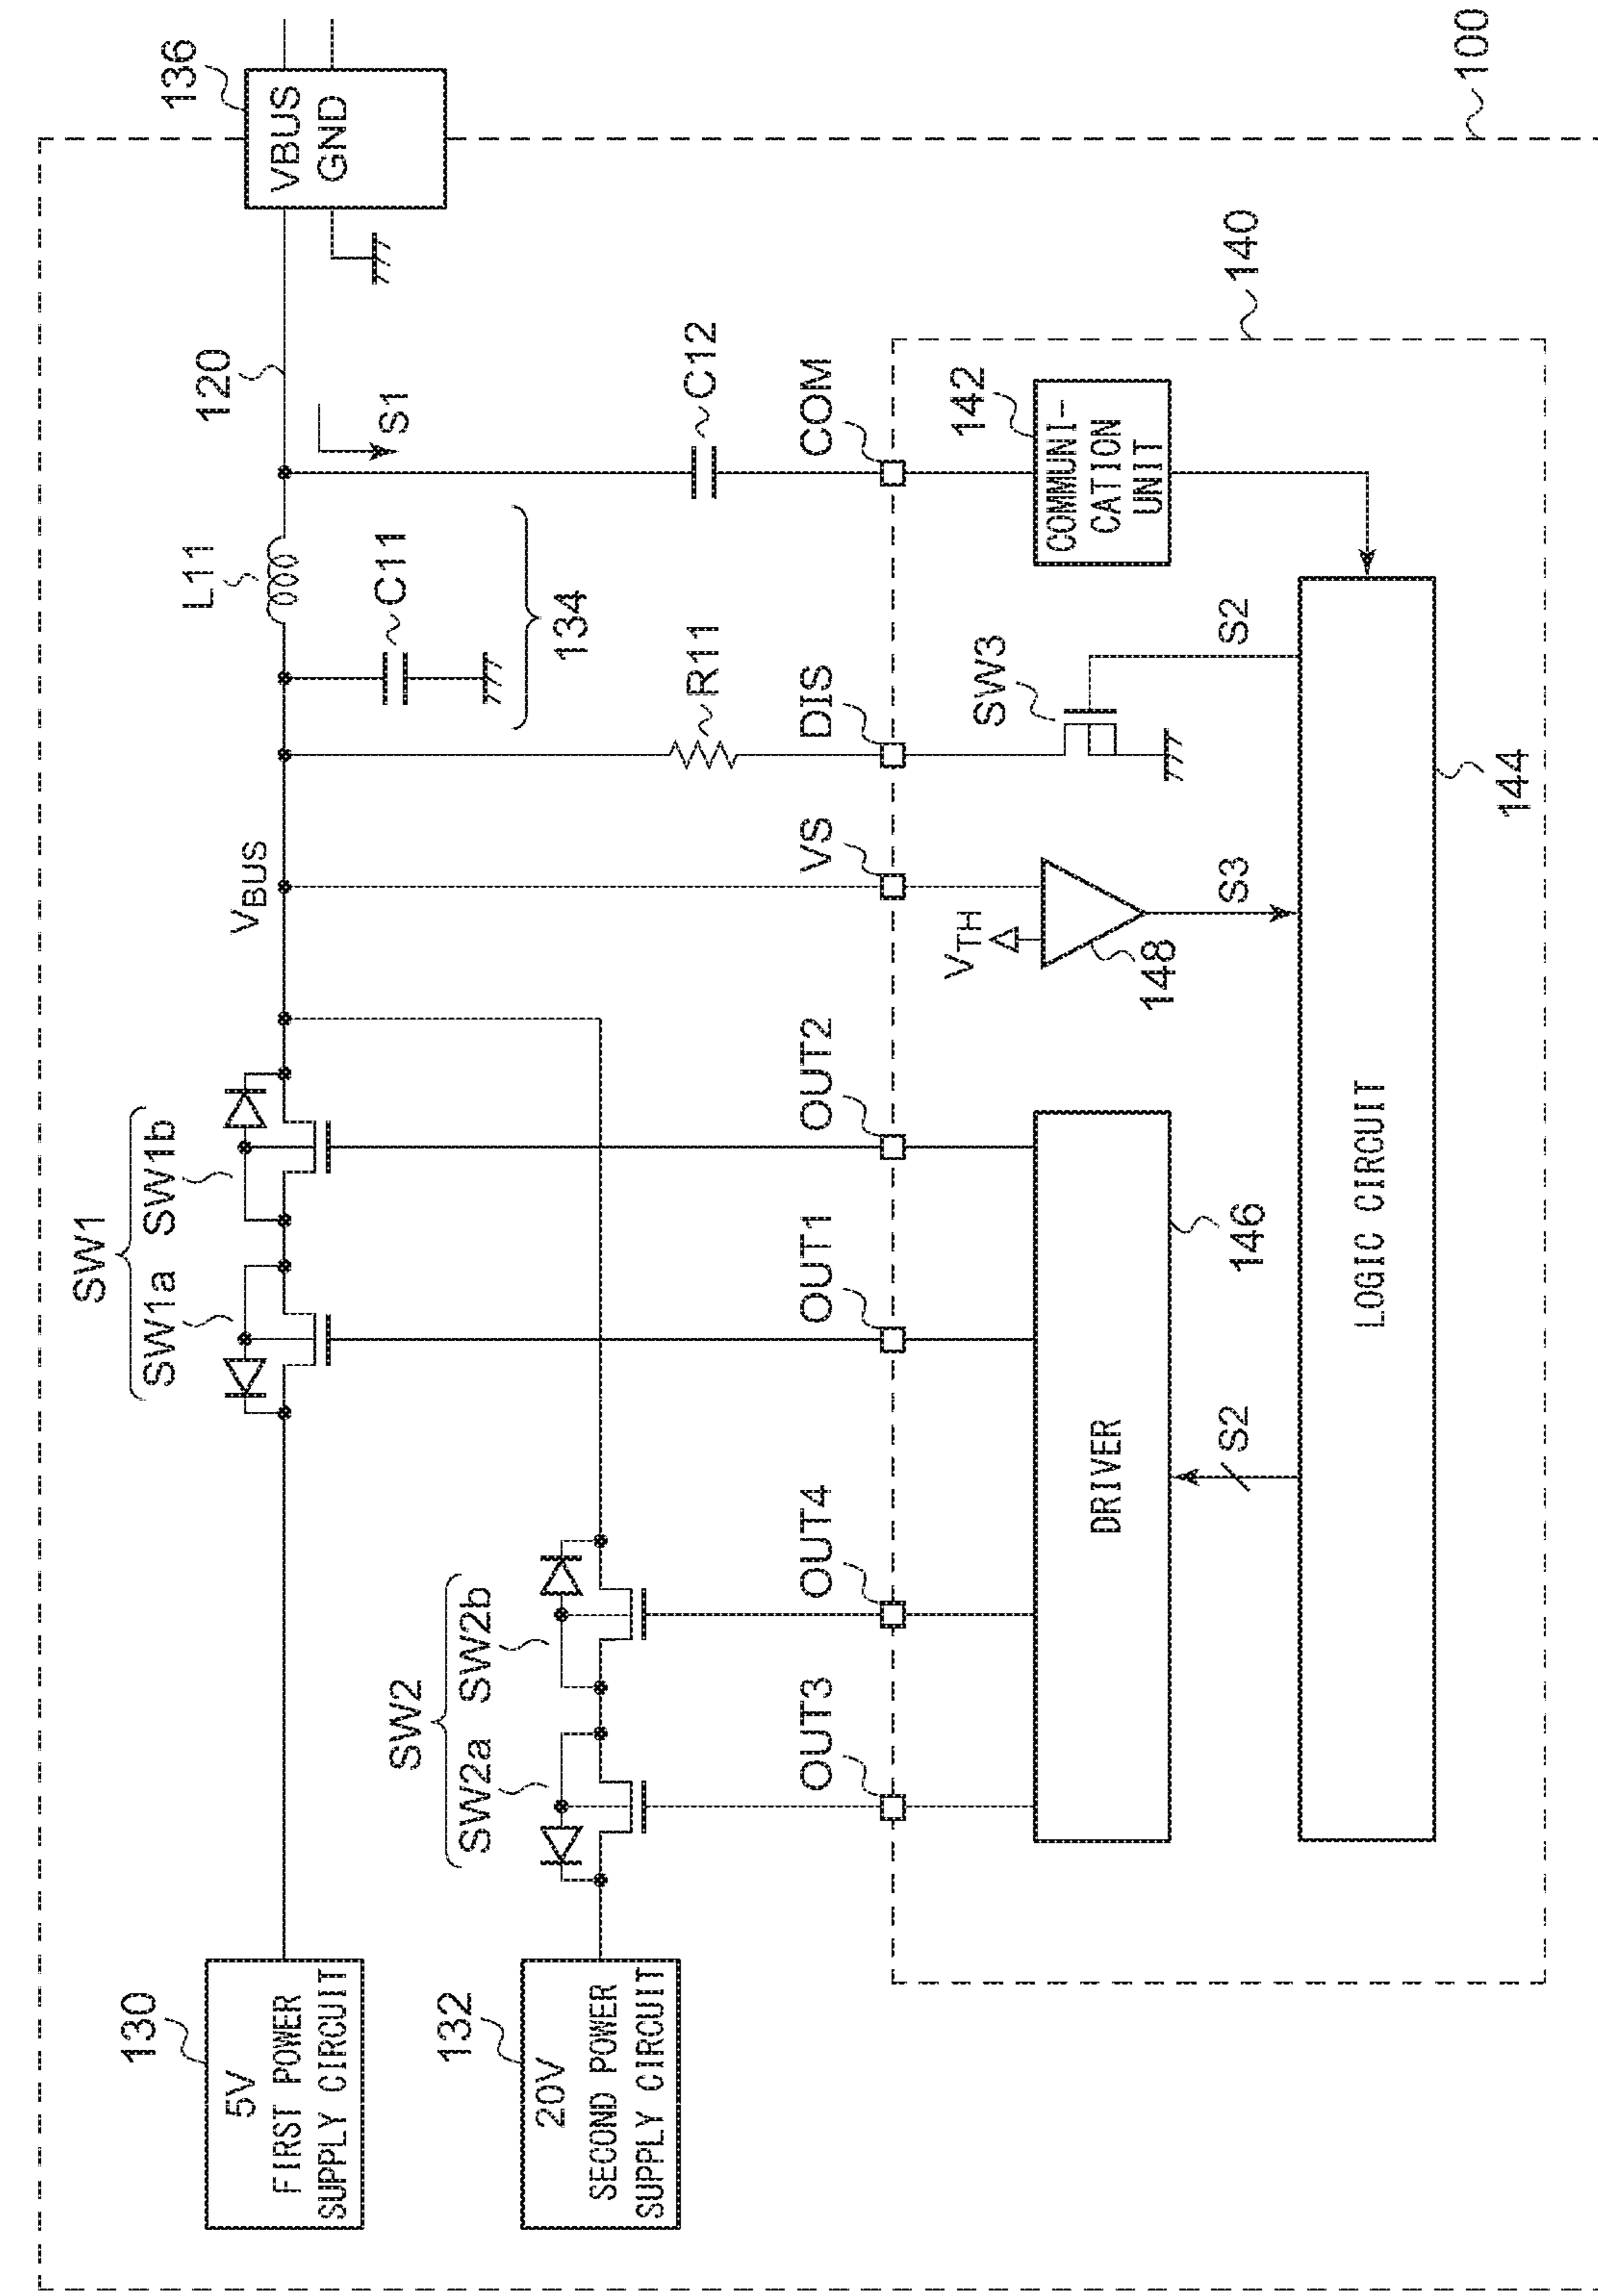 100
136
VBUS
GND
120
S1
L11
C11
134
C12
R11
VBUS
SW1
SW1a
SW1b
SW2
SW2a
SW2b
130
5V
FIRST POWER
SUPPLY CIRCUIT
132
20V
SECOND POWER
SUPPLY CIRCUIT
OUT3
OUT4
OUT1
OUT2
VS
DIS
COM
140
VTH
148
S3
SW3
S2
142
COMMUNI-
CATION
UNIT
DRIVER
146
S2
LOGIC CIRCUIT
144